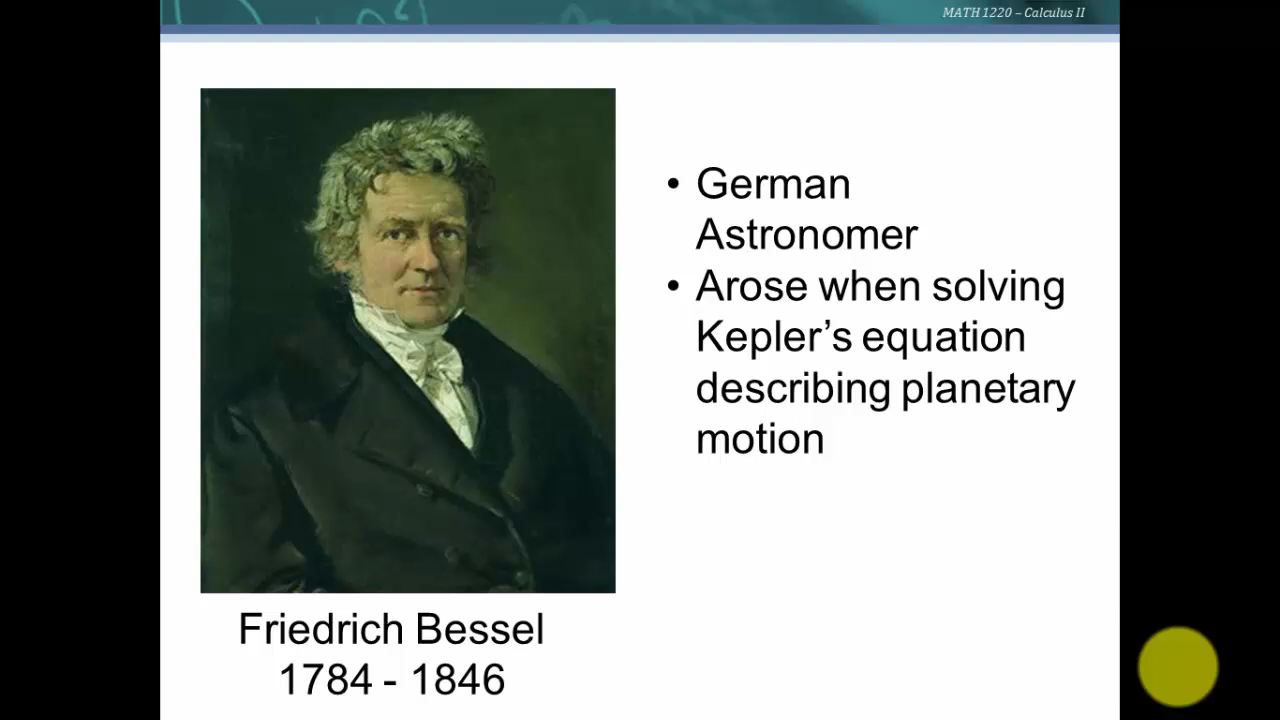 MATH 1220 – Calculus II
• German
Astronomer
• Arose when solving
Kepler’s equation
describing planetary
motion
Friedrich Bessel
1784 - 1846